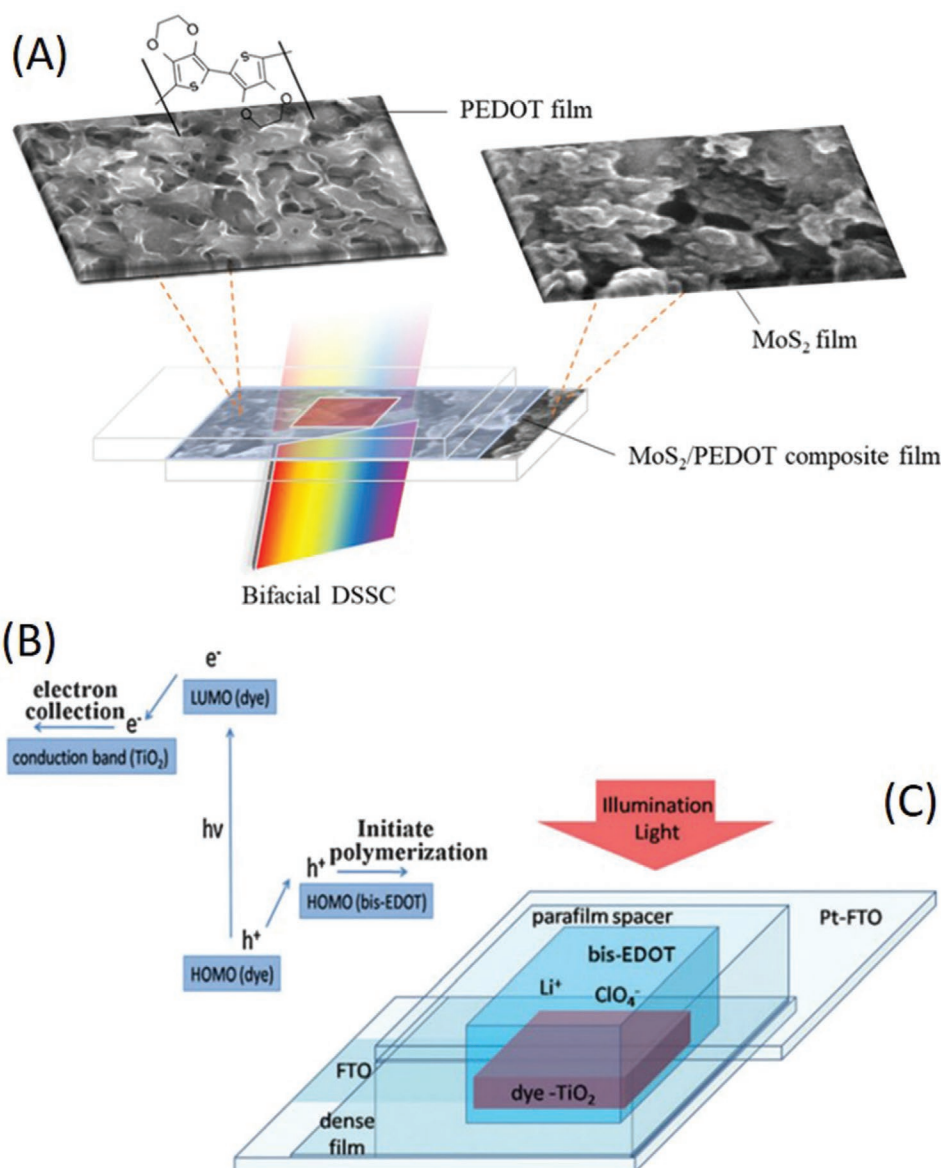 (A)
O
O
S
S
O
O
PEDOT film
MoS₂ film
MoS₂/PEDOT composite film
Bifacial DSSC
(B)
e⁻
LUMO (dye)
electron
collection
e⁻
conduction band (TiO₂)
hν
Initiate
polymerization
h⁺
HOMO (bis-EDOT)
h⁺
HOMO (dye)
(C)
Illumination
Light
parafilm spacer
Pt-FTO
bis-EDOT
Li⁺
ClO₄⁻
FTO
dye -TiO₂
dense
film